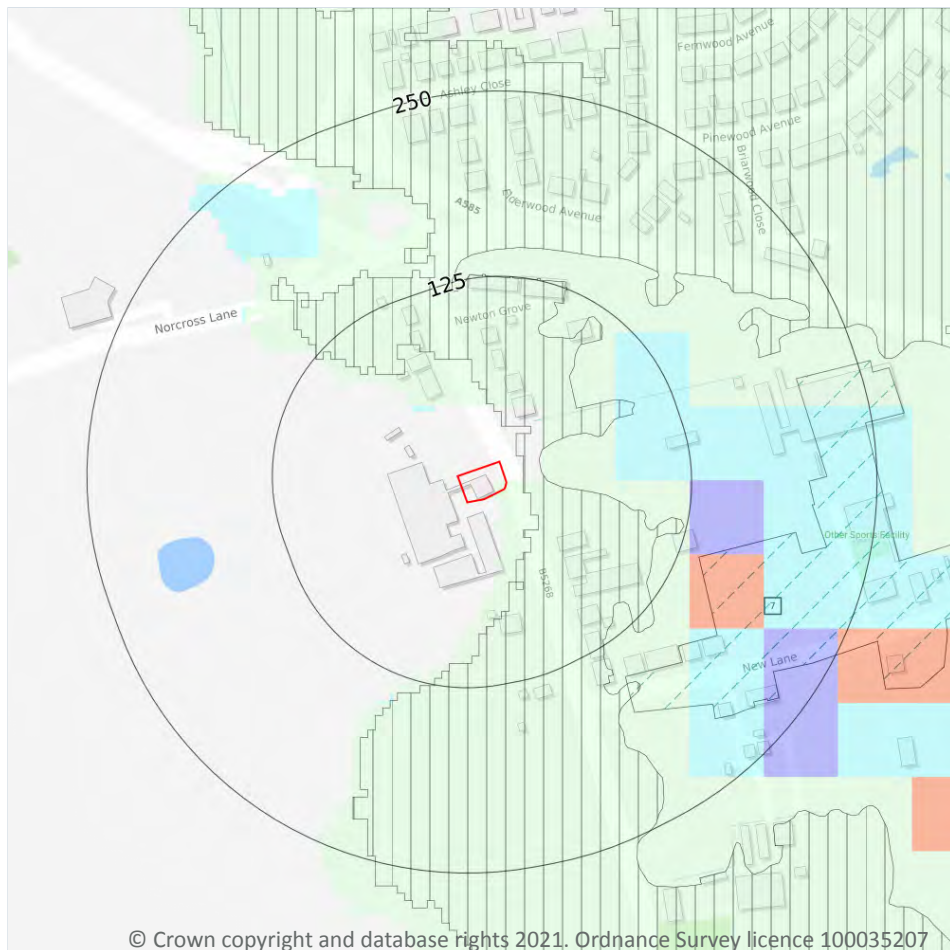 Fernwood Avenue
Ashley Close
250
Pinewood Avenue
Briarwood Close
A585
erwood Avenue
125
Newton Grove
Norcross Lane
Other Sports Facility
B5268
7
New Lane
© Crown copyright and database rights 2021. Ordnance Survey licence 100035207